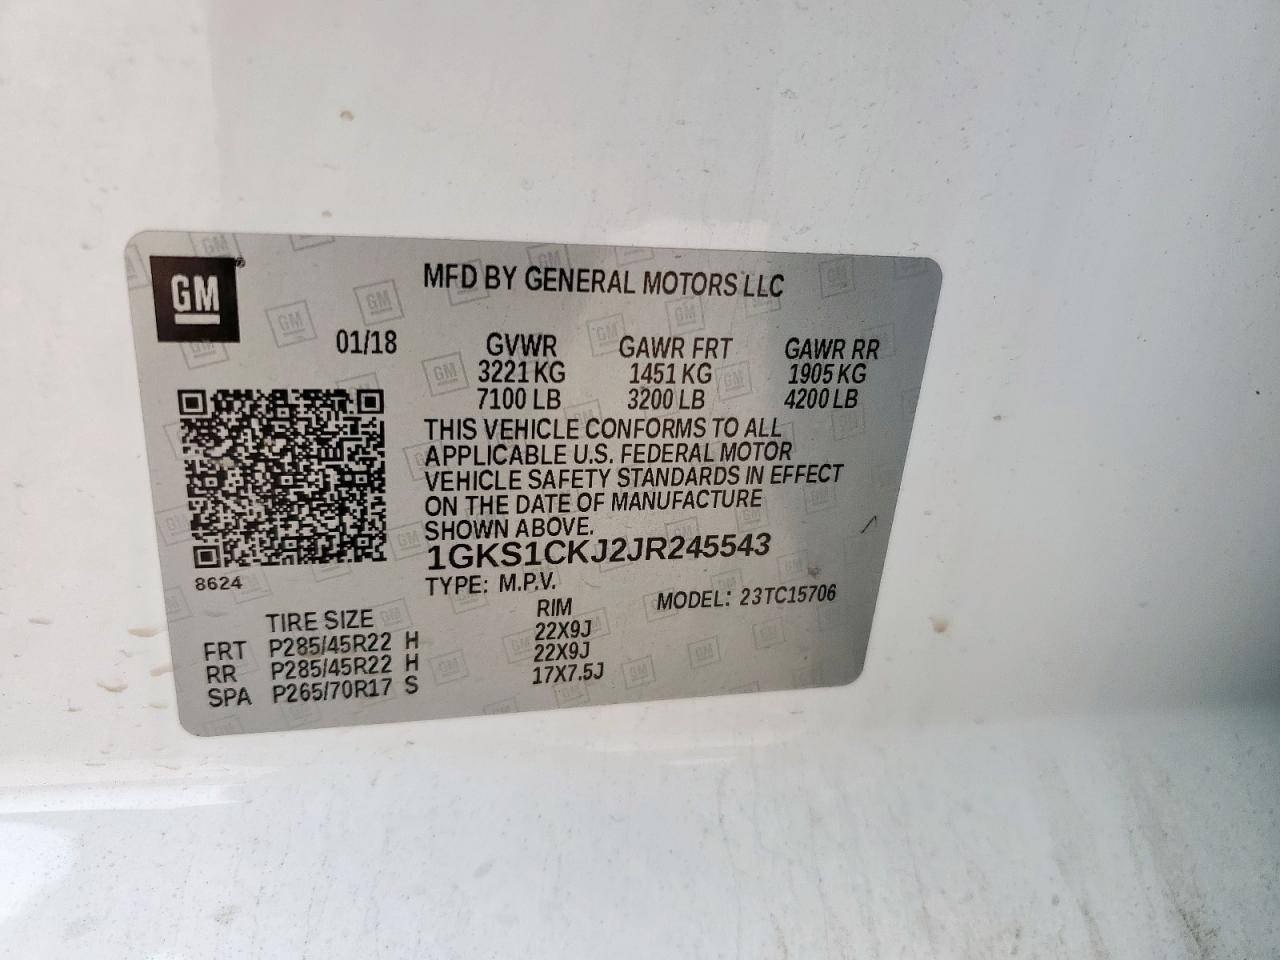 GM
MFD BY GENERAL MOTORS LLC
01/18 GVWR GAWR FRT GAWR RR
3221 KG 1451 KG 1905 KG
7100 LB 3200 LB 4200 LB
THIS VEHICLE CONFORMS TO ALL
APPLICABLE U.S. FEDERAL MOTOR
VEHICLE SAFETY STANDARDS IN EFFECT
ON THE DATE OF MANUFACTURE
SHOWN ABOVE.
1GKS1CKJ2JR245543
8624
TYPE: M.P.V. MODEL: 23TC15706
TIRE SIZE RIM
FRT P285/45R22 H 22X9J
RR P285/45R22 H 22X9J
SPA P265/70R17 S 17X7.5J